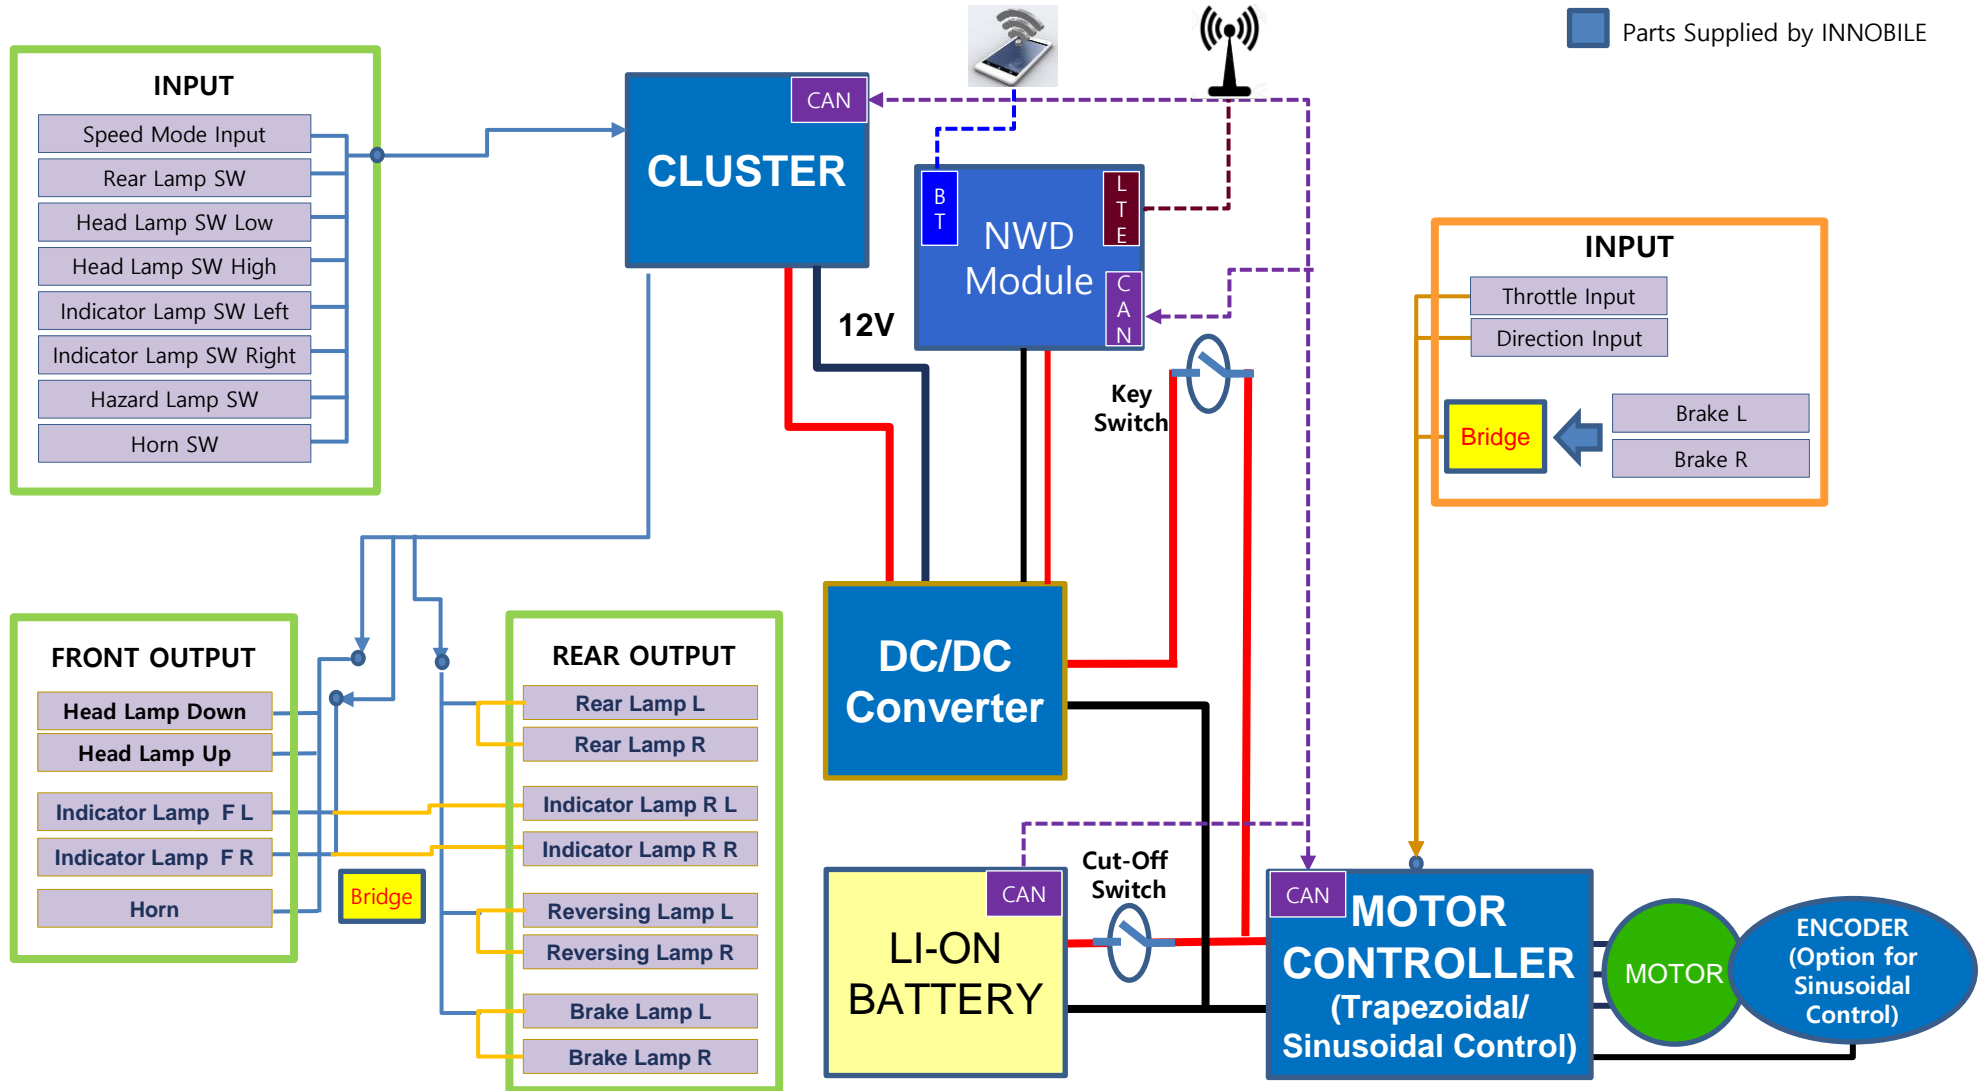 Parts Supplied by INNOBILE
INPUT
Speed Mode Input
Rear Lamp SW
Head Lamp SW Low
Head Lamp SW High
Indicator Lamp SW Left
Indicator Lamp SW Right
Hazard Lamp SW
Horn SW
CAN
CLUSTER
BT
LTE
NWD
Module
CAN
12V
Key
Switch
INPUT
Throttle Input
Direction Input
Bridge
Brake L
Brake R
FRONT OUTPUT
Head Lamp Down
Head Lamp Up
Indicator Lamp F L
Indicator Lamp F R
Horn
Bridge
REAR OUTPUT
Rear Lamp L
Rear Lamp R
Indicator Lamp R L
Indicator Lamp R R
Reversing Lamp L
Reversing Lamp R
Brake Lamp L
Brake Lamp R
DC/DC
Converter
CAN
LI-ON
BATTERY
Cut-Off
Switch
CAN
MOTOR
CONTROLLER
(Trapezoidal/
Sinusoidal Control)
MOTOR
ENCODER
(Option for
Sinusoidal
Control)